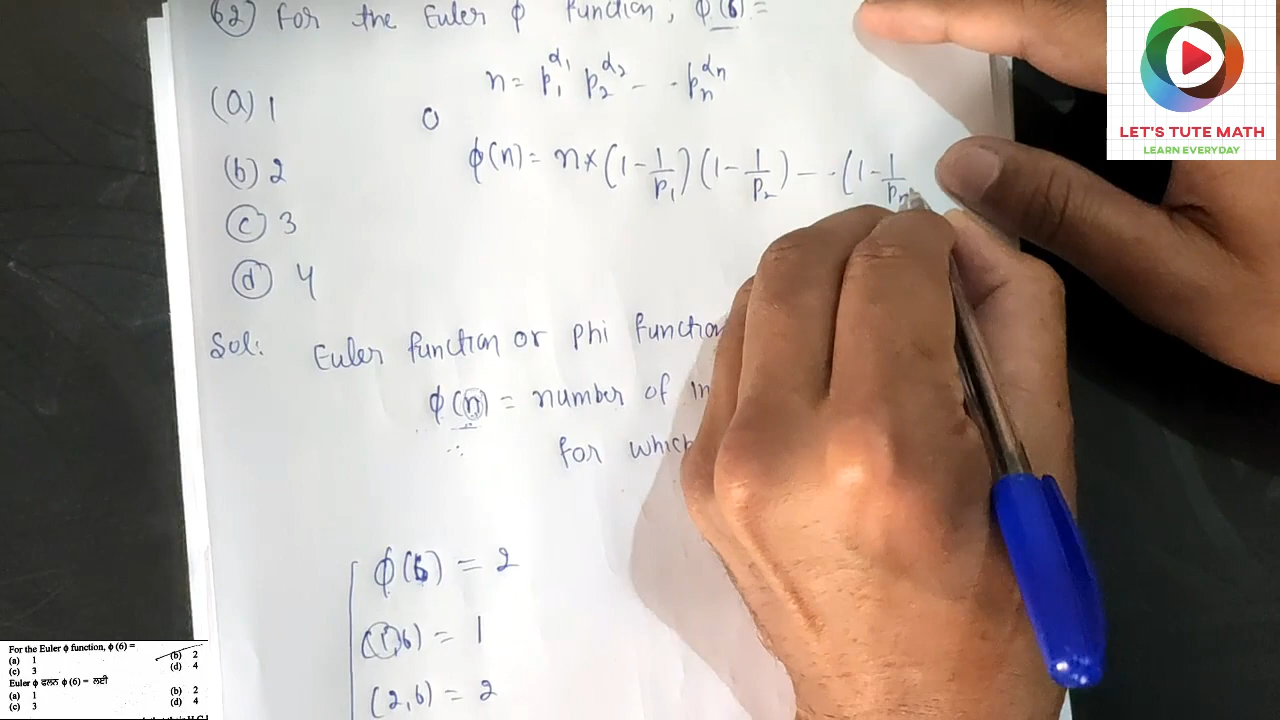 62) For the Euler ϕ function, ϕ(6) =
n = p₁^α₁ p₂^α₂ - - pₙ^αₙ
(a) 1
ϕ(n) = n × (1 - 1/p₁) (1 - 1/p₂) - - - (1 - 1/pₙ
(b) 2
(c) 3
(d) 4
Sol: Euler function or phi function
ϕ(n) = number of in
for which
ϕ(6) = 2
(1,6) = 1
(2,6) = 2
LET'S TUTE MATH
LEARN EVERYDAY
For the Euler ϕ function, ϕ (6) =
(a) 1 (b) 2
(c) 3 (d) 4
Euler ϕ ਫਲਨ ϕ (6) = ਲਈ
(a) 1 (b) 2
(c) 3 (d) 4